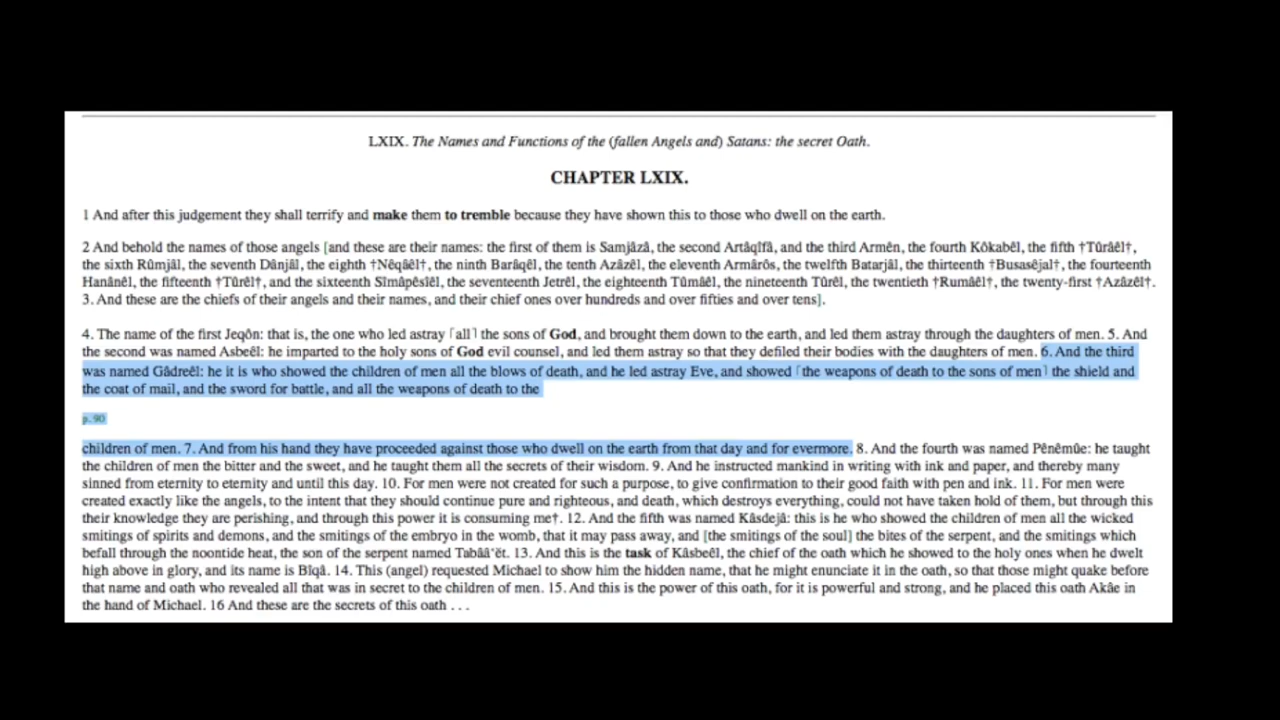 LXIX. The Names and Functions of the (fallen Angels and) Satans: the secret Oath.
CHAPTER LXIX.
1 And after this judgement they shall terrify and make them to tremble because they have shown this to those who dwell on the earth.
2 And behold the names of those angels [and these are their names: the first of them is Samjâzâ, the second Artâqîfâ, and the third Armên, the fourth Kôkabêl, the fifth †Tûrâêl†,
the sixth Rûmjâl, the seventh Dânjâl, the eighth †Nêqâêl†, the ninth Barâqêl, the tenth Azâzêl, the eleventh Armârôs, the twelfth Batarjâl, the thirteenth †Busasêjal†, the fourteenth
Hanânêl, the fifteenth †Tûrêl†, and the sixteenth Sîmâpêsîêl, the seventeenth Jetrêl, the eighteenth Tûmâêl, the nineteenth Tûrêl, the twentieth †Rumâêl†, the twenty-first †Azâzêl†.
3. And these are the chiefs of their angels and their names, and their chief ones over hundreds and over fifties and over tens].
4. The name of the first Jeqôn: that is, the one who led astray ⌈all⌉ the sons of God, and brought them down to the earth, and led them astray through the daughters of men. 5. And
the second was named Asbeêl: he imparted to the holy sons of God evil counsel, and led them astray so that they defiled their bodies with the daughters of men. 6. And the third
was named Gâdreêl: he it is who showed the children of men all the blows of death, and he led astray Eve, and showed ⌈the weapons of death to the sons of men⌉ the shield and
the coat of mail, and the sword for battle, and all the weapons of death to the
p. 90
children of men. 7. And from his hand they have proceeded against those who dwell on the earth from that day and for evermore. 8. And the fourth was named Pênêmûe: he taught
the children of men the bitter and the sweet, and he taught them all the secrets of their wisdom. 9. And he instructed mankind in writing with ink and paper, and thereby many
sinned from eternity to eternity and until this day. 10. For men were not created for such a purpose, to give confirmation to their good faith with pen and ink. 11. For men were
created exactly like the angels, to the intent that they should continue pure and righteous, and death, which destroys everything, could not have taken hold of them, but through this
their knowledge they are perishing, and through this power it is consuming me†. 12. And the fifth was named Kâsdejâ: this is he who showed the children of men all the wicked
smitings of spirits and demons, and the smitings of the embryo in the womb, that it may pass away, and [the smitings of the soul] the bites of the serpent, and the smitings which
befall through the noontide heat, the son of the serpent named Tabââ‘ĕt. 13. And this is the task of Kâsbeêl, the chief of the oath which he showed to the holy ones when he dwelt
high above in glory, and its name is Bîqâ. 14. This (angel) requested Michael to show him the hidden name, that he might enunciate it in the oath, so that those might quake before
that name and oath who revealed all that was in secret to the children of men. 15. And this is the power of this oath, for it is powerful and strong, and he placed this oath Akâe in
the hand of Michael. 16 And these are the secrets of this oath . . .